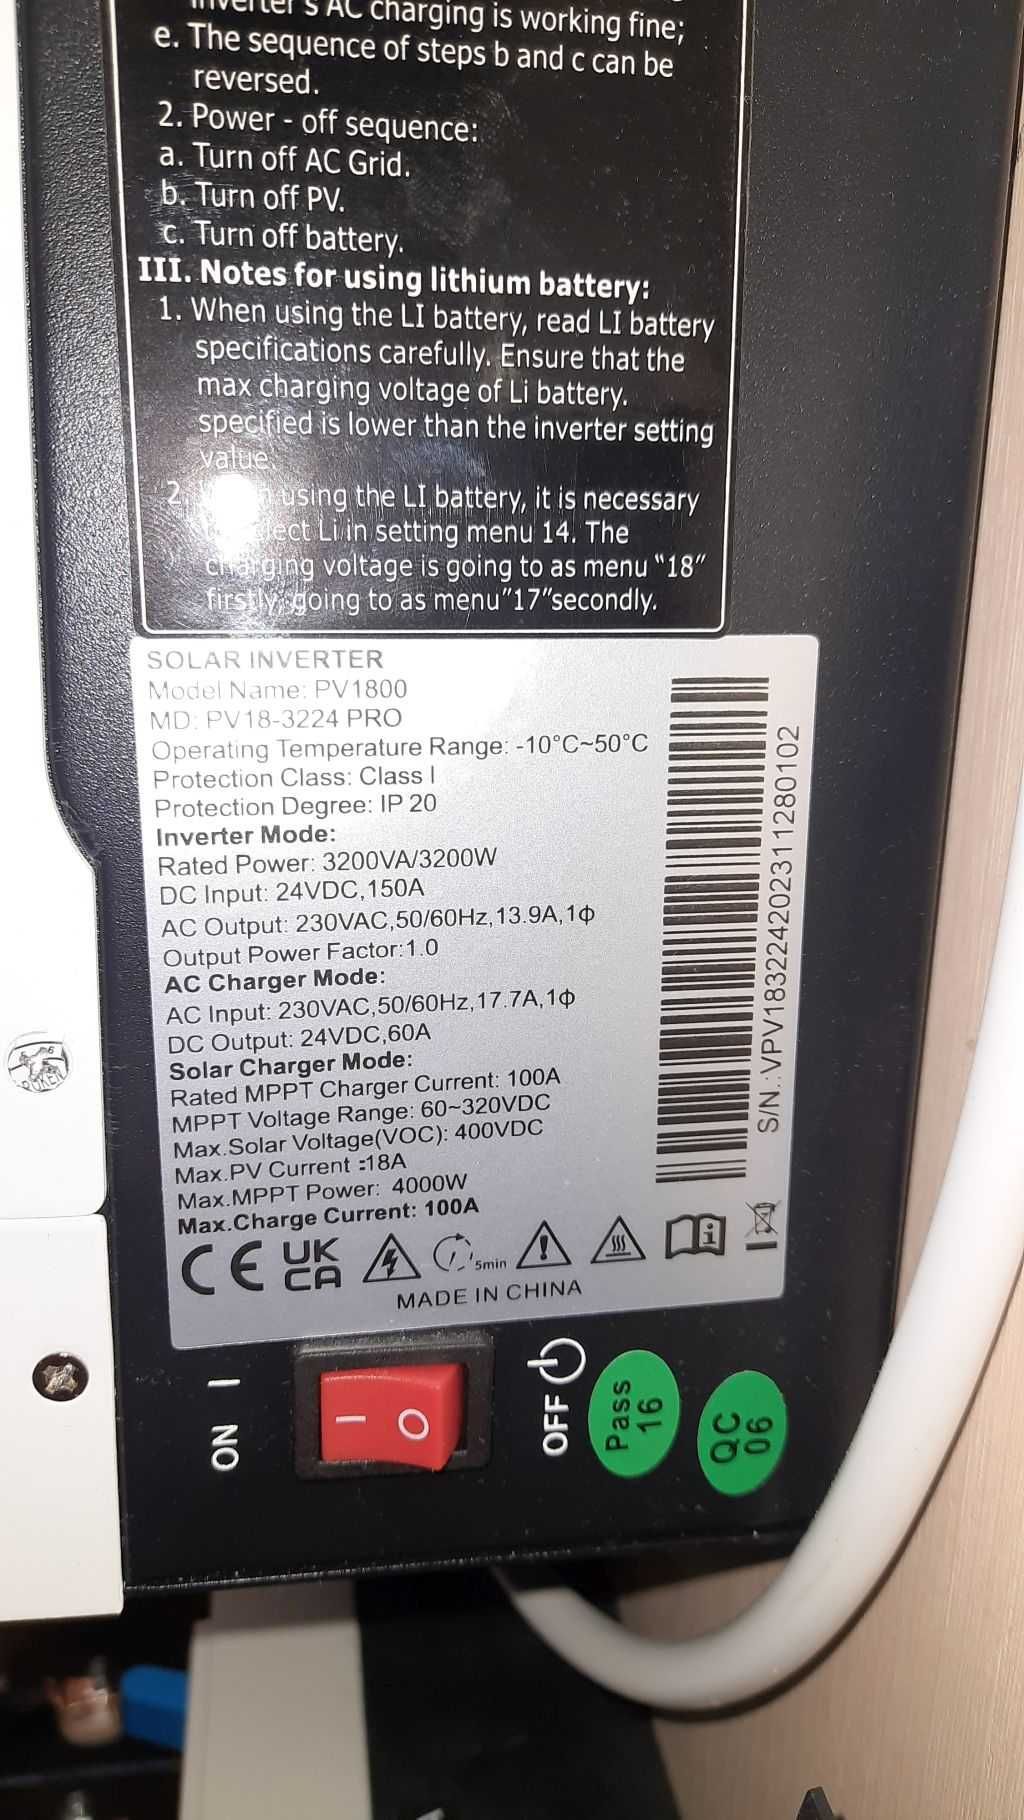 inverter's AC charging is working fine;
e. The sequence of steps b and c can be
reversed.
2. Power - off sequence:
a. Turn off AC Grid.
b. Turn off PV.
c. Turn off battery.
III. Notes for using lithium battery:
1. When using the LI battery, read LI battery
specifications carefully. Ensure that the
max charging voltage of Li battery.
specified is lower than the inverter setting
value.
2. using the LI battery, it is necessary
Li in setting menu 14. The
charging voltage is going to as menu “18”
firstly, going to as menu”17”secondly.
SOLAR INVERTER
Model Name: PV1800
MD: PV18-3224 PRO
Operating Temperature Range: -10°C~50°C
Protection Class: Class I
Protection Degree: IP 20
Inverter Mode:
Rated Power: 3200VA/3200W
DC Input: 24VDC,150A
AC Output: 230VAC,50/60Hz,13.9A,1ϕ
Output Power Factor:1.0
AC Charger Mode:
AC Input: 230VAC,50/60Hz,17.7A,1ϕ
DC Output: 24VDC,60A
Solar Charger Mode:
Rated MPPT Charger Current: 100A
MPPT Voltage Range: 60~320VDC
Max.Solar Voltage(VOC): 400VDC
Max.PV Current :18A
Max.MPPT Power: 4000W
Max.Charge Current: 100A
S/N.: VPV18322420231128010​2
CE UK CA 5min
MADE IN CHINA
ON I
I O
OFF
Pass 16
QC 06